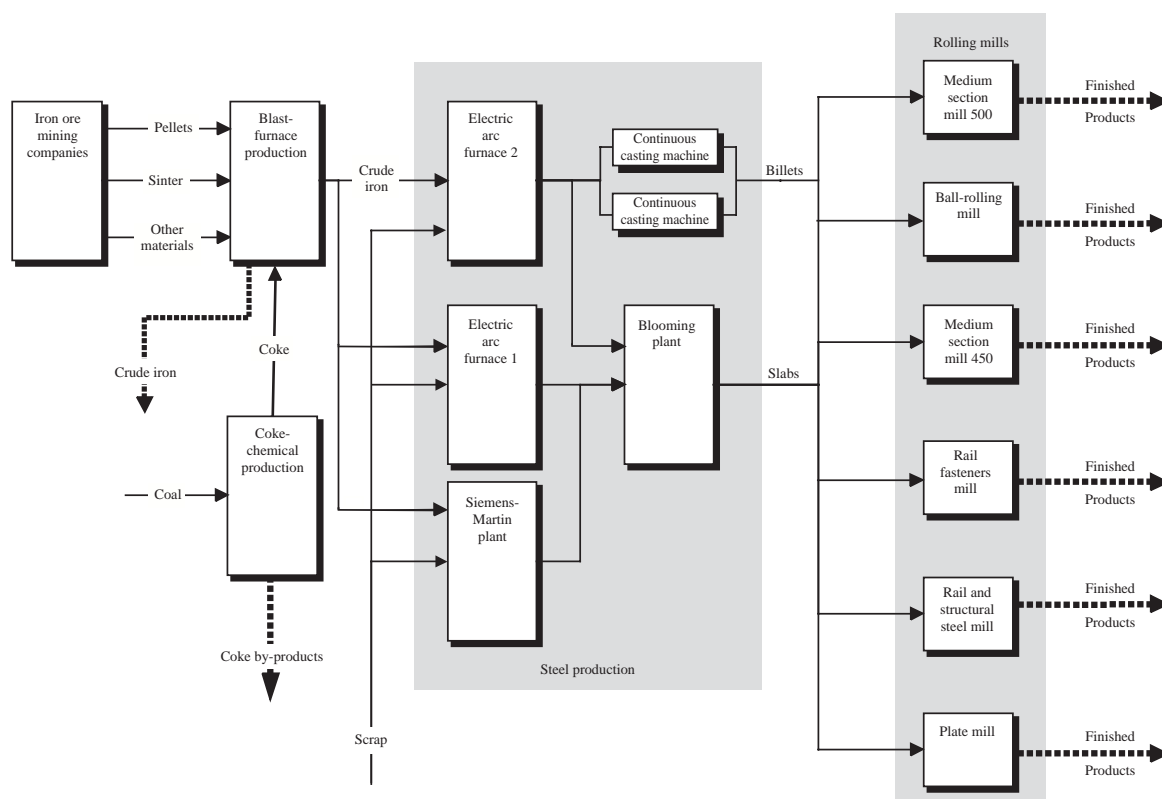 Iron ore
mining
companies
Pellets
Sinter
Other
materials
Blast-
furnace
production
Crude iron
Coke
Coke-
chemical
production
Coal
Coke by-products
Crude
iron
Scrap
Electric
arc
furnace 2
Continuous
casting machine
Continuous
casting machine
Electric
arc
furnace 1
Blooming
plant
Siemens-
Martin
plant
Steel production
Billets
Slabs
Rolling mills
Medium
section
mill 500
Finished
Products
Ball-rolling
mill
Finished
Products
Medium
section
mill 450
Finished
Products
Rail
fasteners
mill
Finished
Products
Rail and
structural
steel mill
Finished
Products
Plate mill
Finished
Products